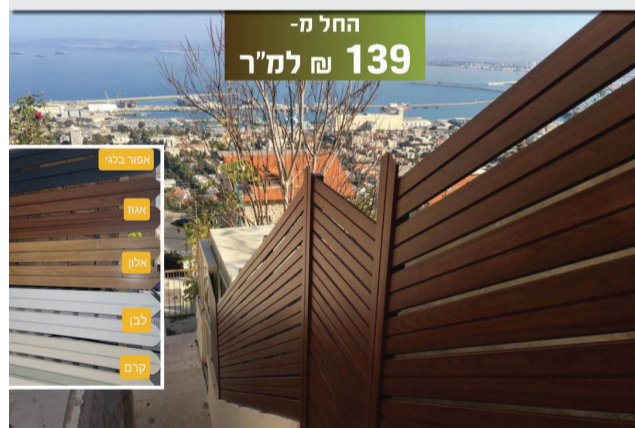 החל מ-
139 ₪ למ"ר
אפור בלגי
אגוז
אלון
לבן
קרם